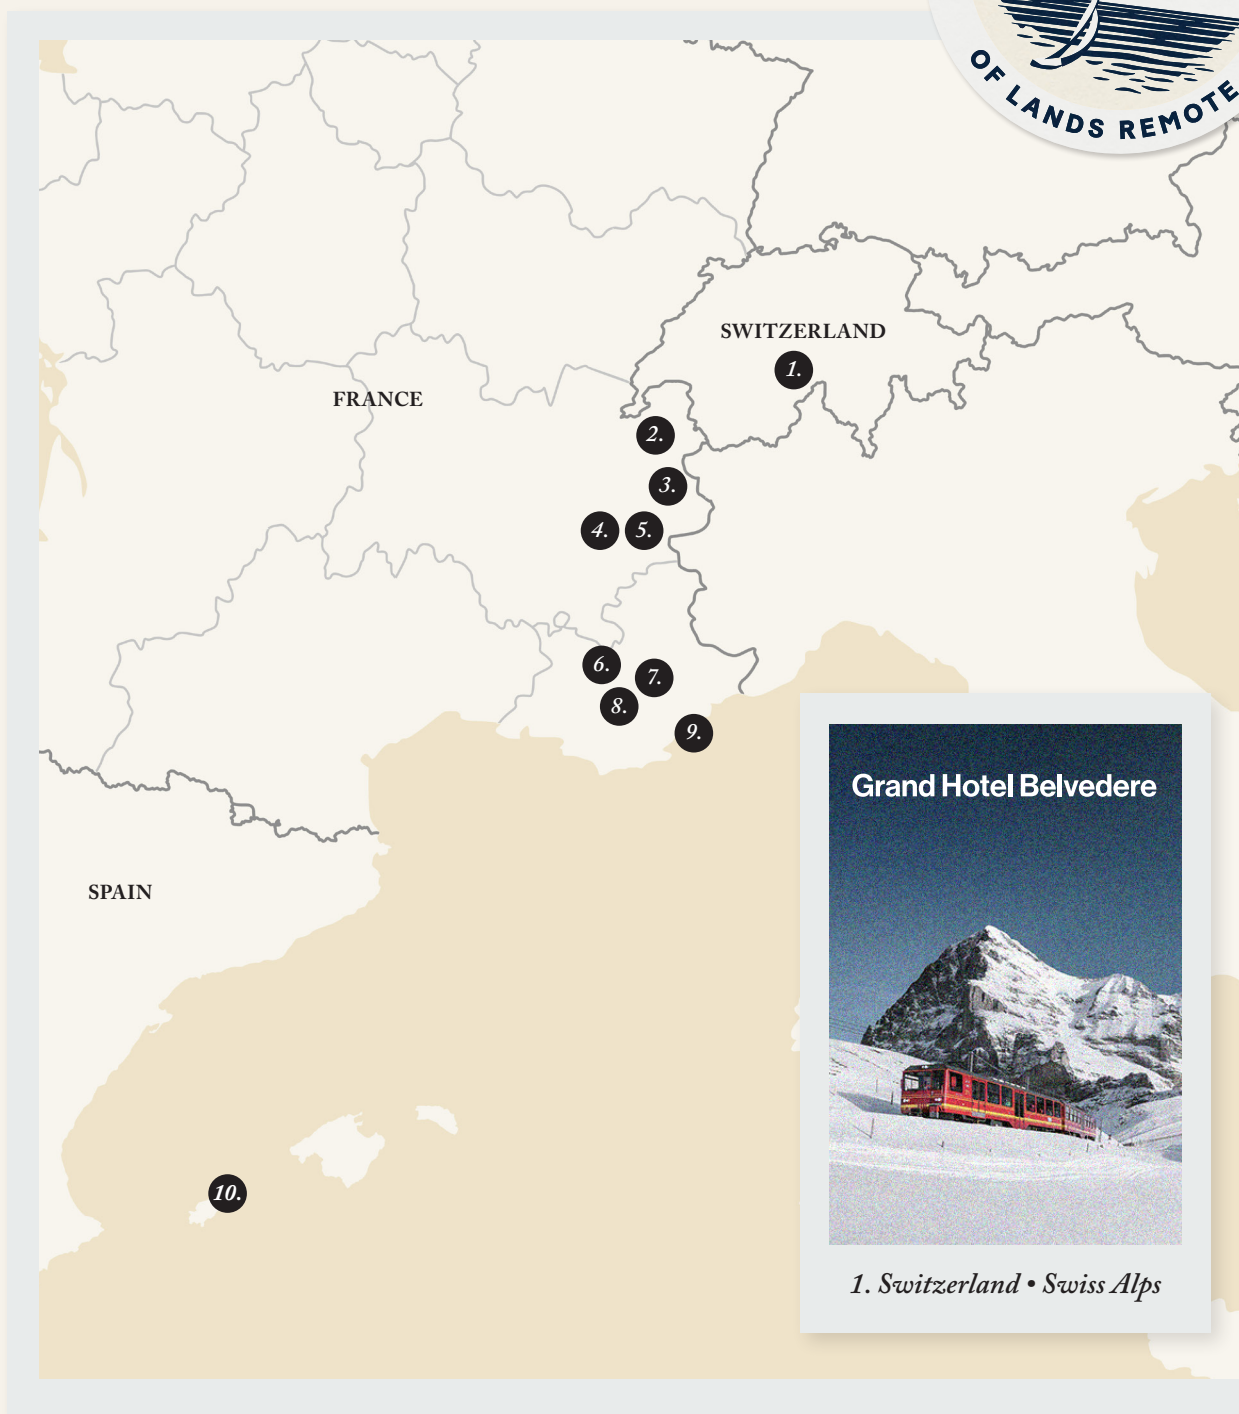 OF LANDS REMOTE
SWITZERLAND
1.
FRANCE
2.
3.
4.
5.
6.
7.
8.
9.
SPAIN
10.
Grand Hotel Belvedere
1. Switzerland • Swiss Alps